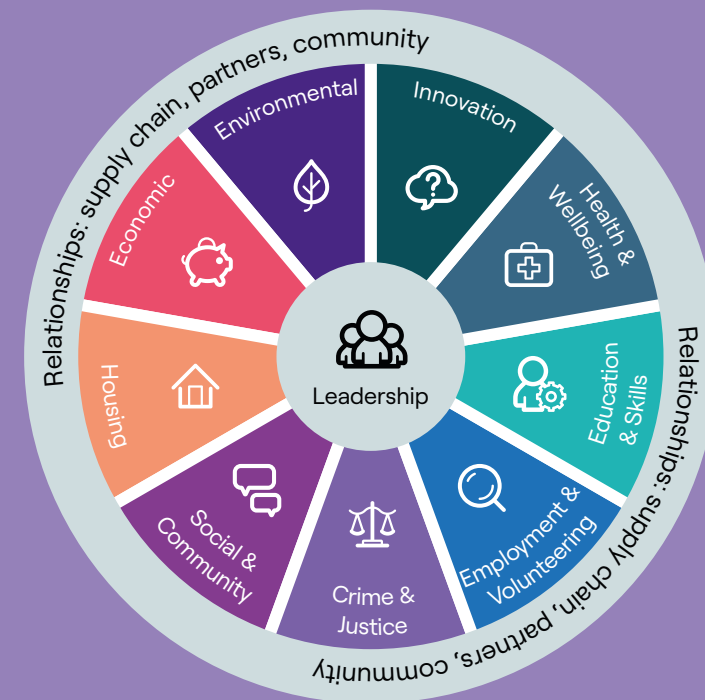 Relationships: supply chain, partners, community
Environmental
Innovation
Health &
Wellbeing
Education
& Skills
Employment &
Volunteering
Crime &
Justice
Social &
Community
Housing
Economic
Leadership
Relationships: supply chain, partners, community